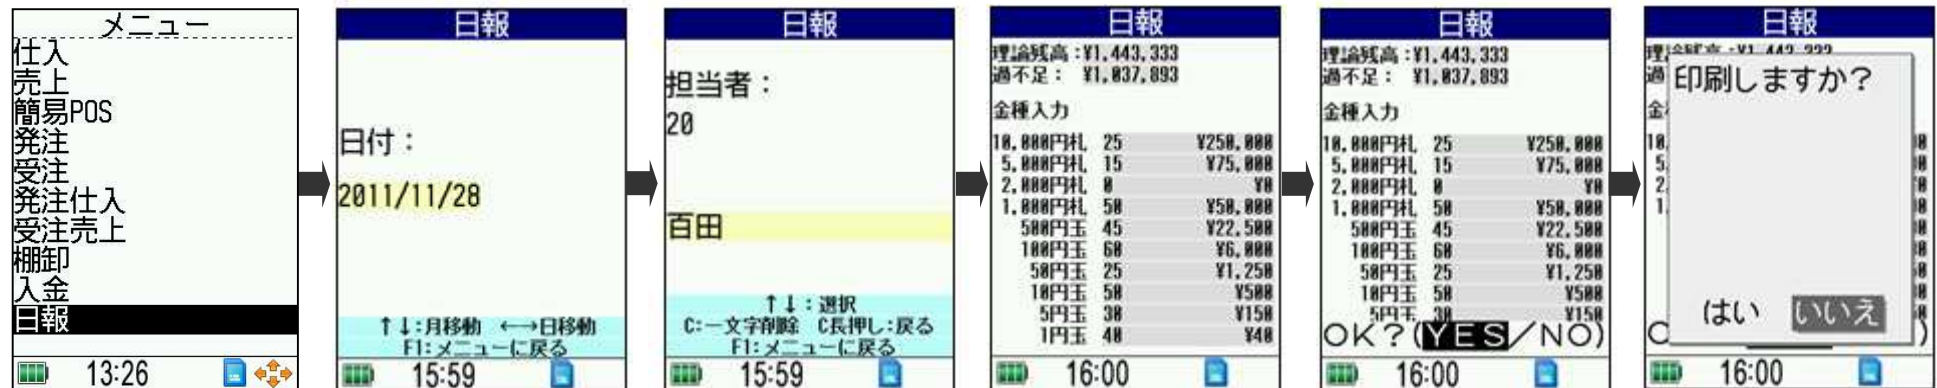 メニュー
仕入
売上
簡易POS
発注
受注
発注仕入
受注売上
棚卸
入金
日報
13:26
日報
日付：
2011/11/28
↑↓:月移動 ←→日移動
F1:メニューに戻る
15:59
日報
担当者：
20
百田
↑↓:選択
C:一文字削除 C長押し:戻る
F1:メニューに戻る
15:59
日報
理論残高:¥1,443,333
過不足: ¥1,037,893
金種入力
10,000円札 25 ¥250,000
5,000円札 15 ¥75,000
2,000円札 0 ¥0
1,000円札 50 ¥50,000
500円玉 45 ¥22,500
100円玉 60 ¥6,000
50円玉 25 ¥1,250
10円玉 50 ¥500
5円玉 30 ¥150
1円玉 40 ¥40
16:00
日報
理論残高:¥1,443,333
過不足: ¥1,037,893
金種入力
10,000円札 25 ¥250,000
5,000円札 15 ¥75,000
2,000円札 0 ¥0
1,000円札 50 ¥50,000
500円玉 45 ¥22,500
100円玉 60 ¥6,000
50円玉 25 ¥1,250
10円玉 50 ¥500
5円玉 30 ¥150
OK?(YES/NO)
16:00
日報
印刷しますか?
はい いいえ
16:00